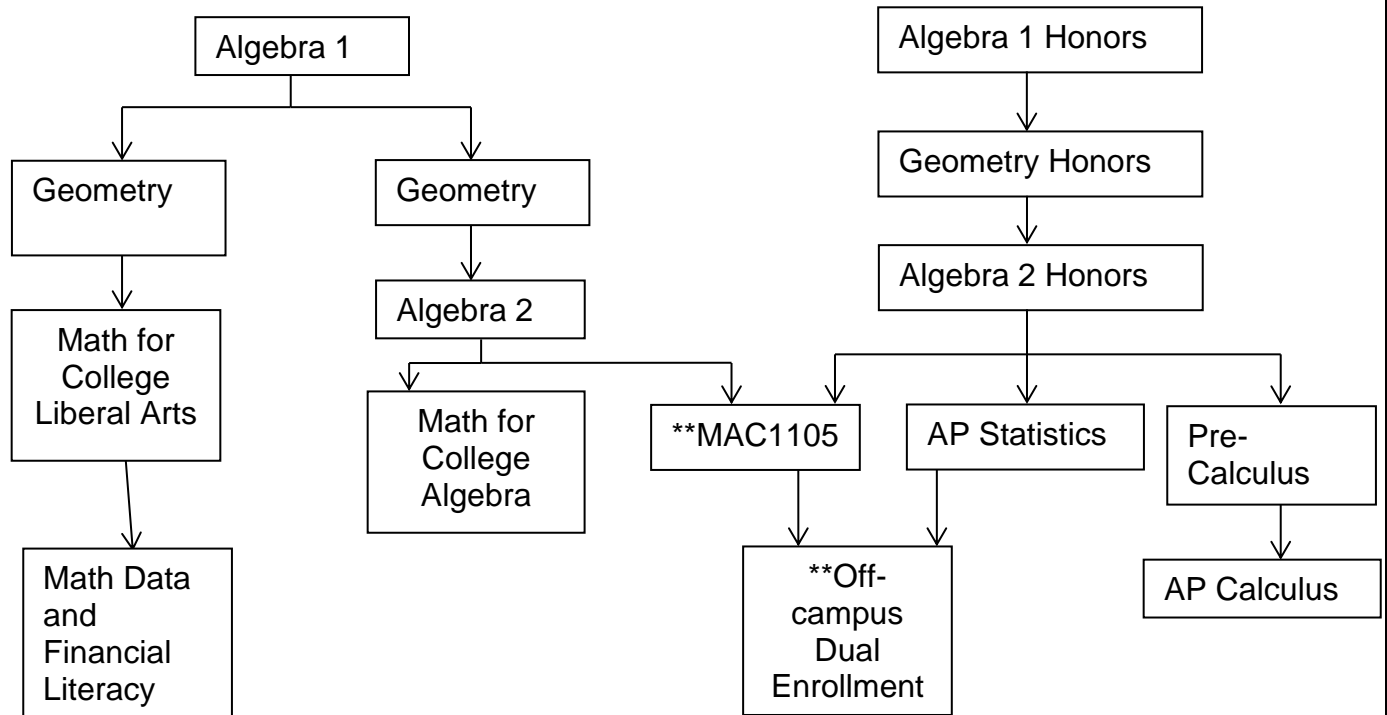 Algebra 1
Algebra 1 Honors
Geometry
Geometry
Geometry Honors
Algebra 2 Honors
Algebra 2
Math for
College
Liberal Arts
Math for
College
Algebra
**MAC1105
AP Statistics
Pre-
Calculus
Math Data
and
Financial
Literacy
**Off-
campus
Dual
Enrollment
AP Calculus